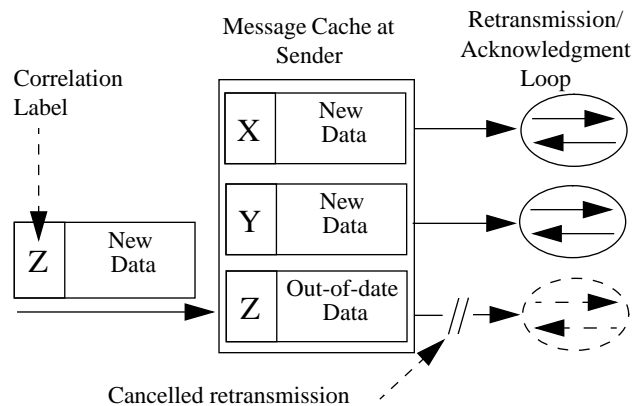 Message Cache at
Sender
Retransmission/
Acknowledgment
Loop
Correlation
Label
X
New
Data
Y
New
Data
Z
New
Data
Z
Out-of-date
Data
Cancelled retransmission